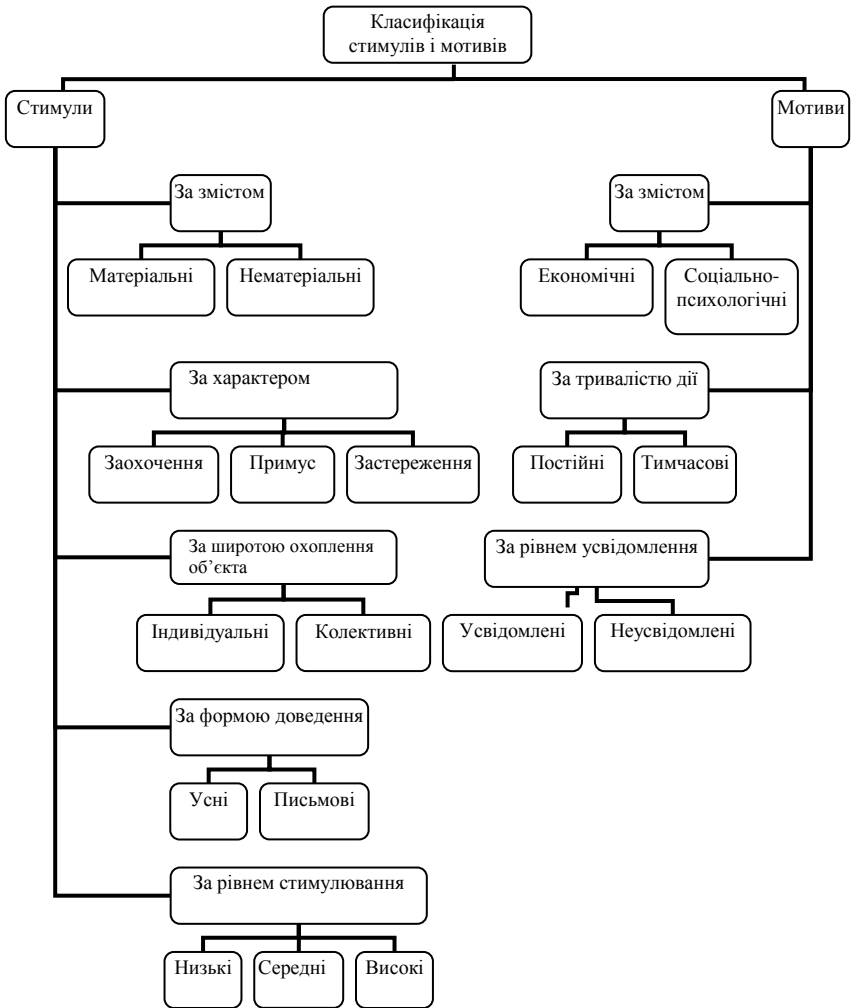 Класифікація
стимулів і мотивів
Стимули
Мотиви
За змістом
За змістом
Матеріальні
Нематеріальні
Економічні
Соціально-
психологічні
За характером
За тривалістю дії
Заохочення
Примус
Застереження
Постійні
Тимчасові
За широтою охоплення
об’єкта
За рівнем усвідомлення
Індивідуальні
Колективні
Усвідомлені
Неусвідомлені
За формою доведення
Усні
Письмові
За рівнем стимулювання
Низькі
Середні
Високі